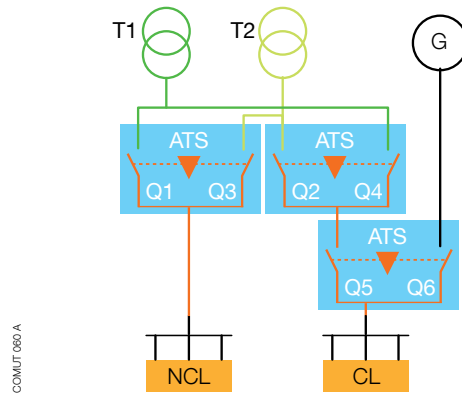 T1 T2 G
ATS ATS
Q1 Q3 Q2 Q4
ATS
Q5 Q6
NCL CL
COMUT 060 A